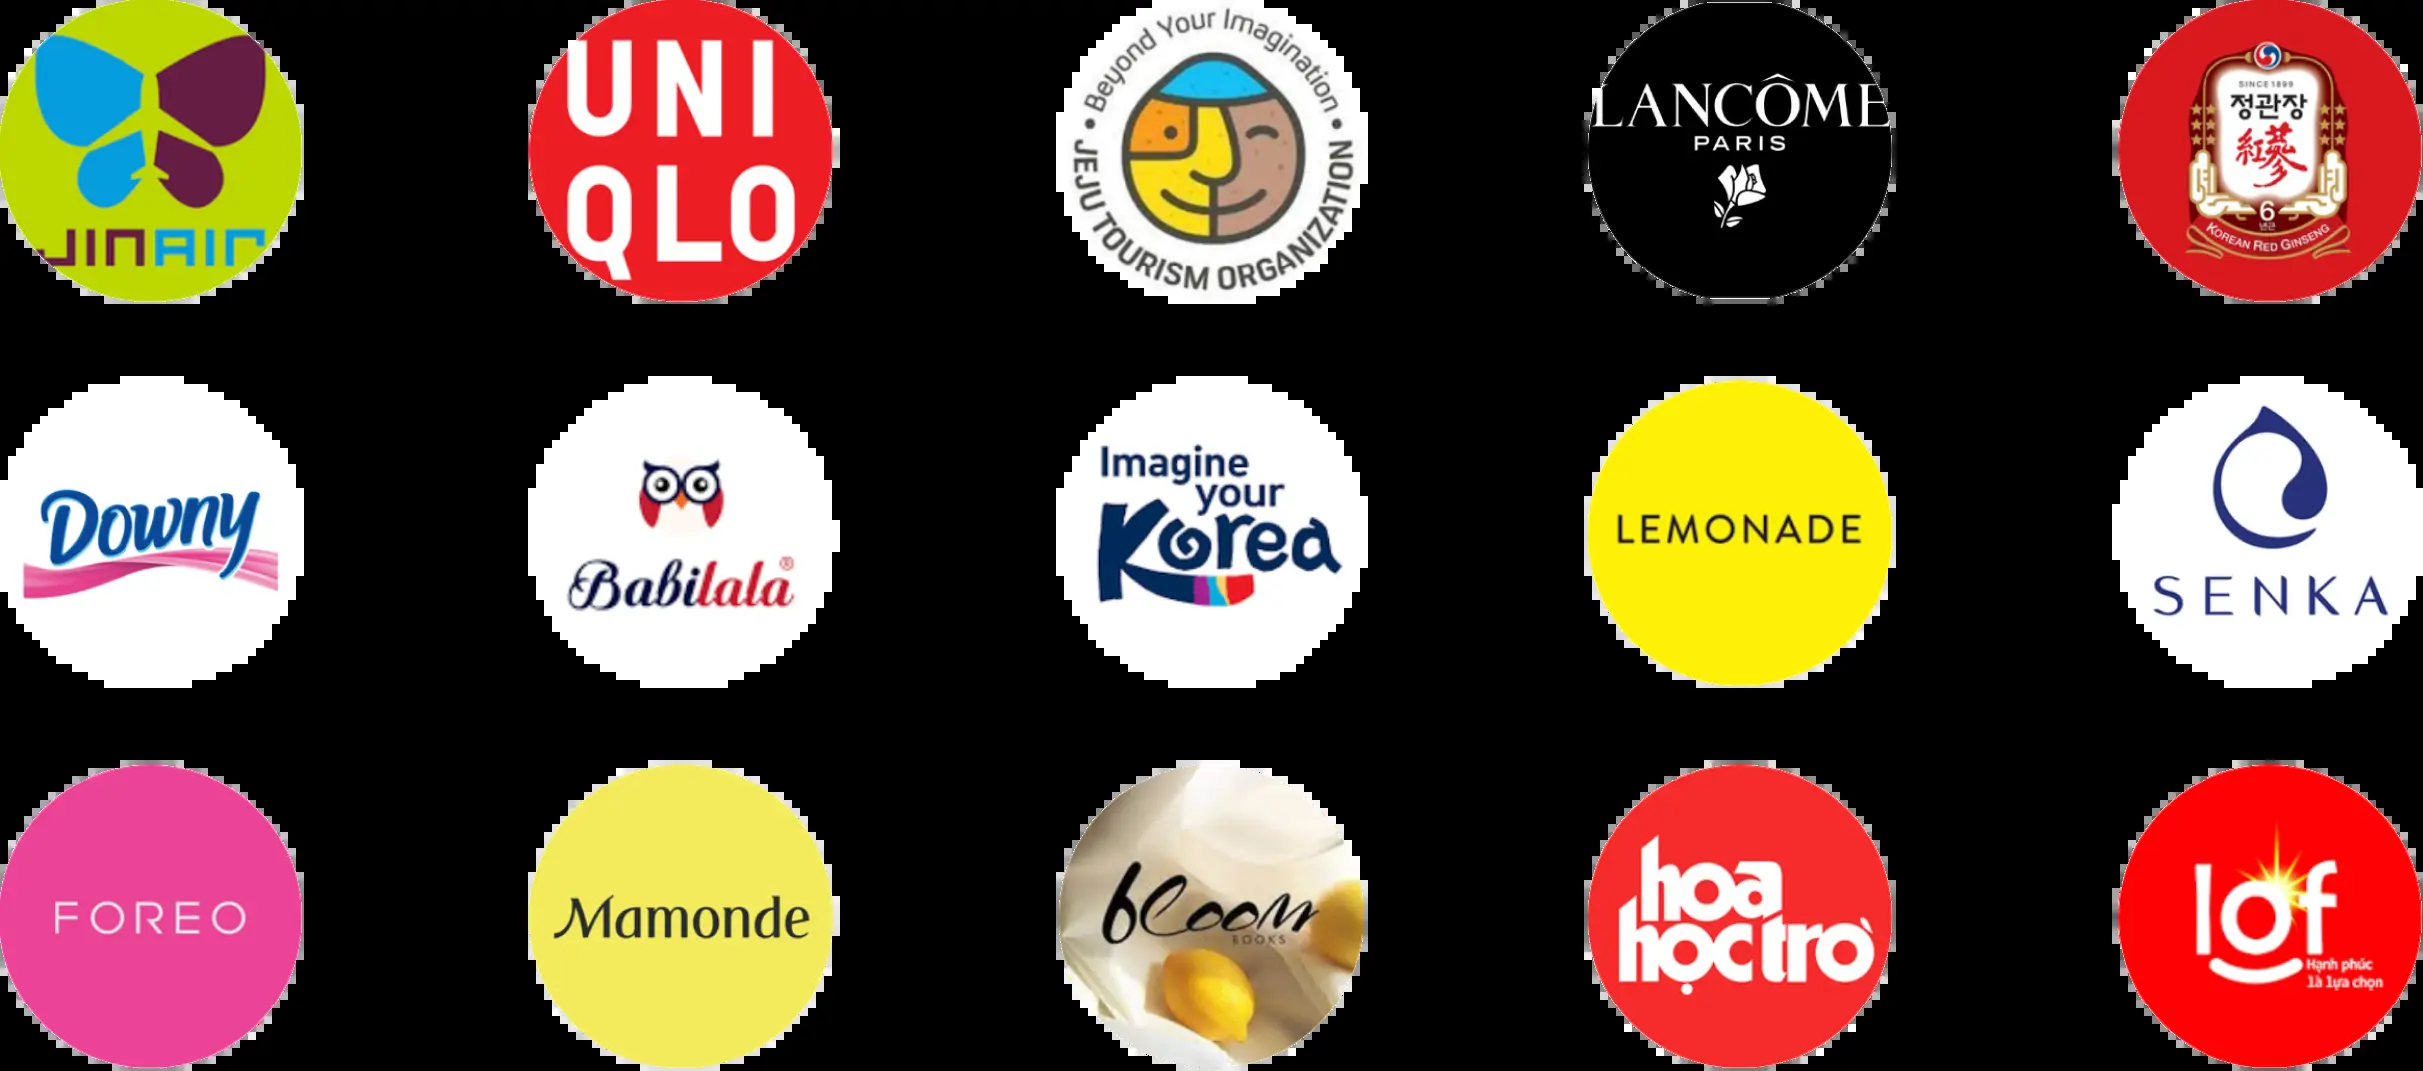 JINAIR
UNI
QLO
Beyond Your Imagination
JEJU TOURISM ORGANIZATION
LANCÔME
PARIS
SINCE 1899
정관장
紅蔘
6
년근
KOREAN RED GINSENG
Downy
Babilala®
Imagine
your
Korea
LEMONADE
SENKA
FOREO
Mamonde
bloom
BOOKS
hoa
học trò
lof
Hạnh phúc
là lựa chọn